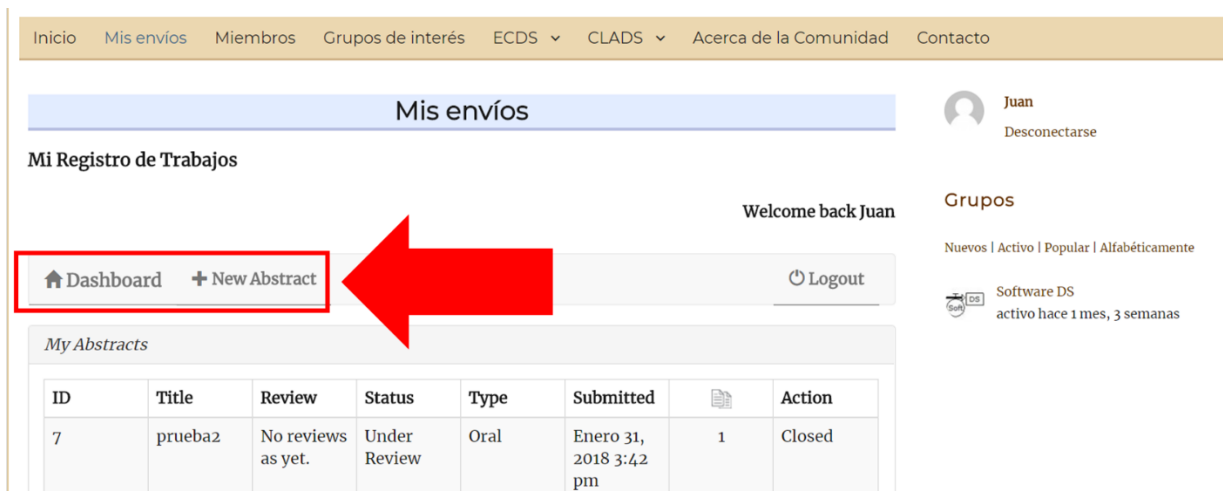 Inicio Mis envíos Miembros Grupos de interés ECDS CLADS Acerca de la Comunidad Contacto
Mis envíos
Mi Registro de Trabajos
Welcome back Juan
Dashboard New Abstract Logout
My Abstracts
ID Title Review Status Type Submitted Action
7 prueba2 No reviews Under Oral Enero 31, 1 Closed
as yet. Review 2018 3:42
pm
Juan
Desconectarse
Grupos
Nuevos | Activo | Popular | Alfabéticamente
Soft DS Software DS
activo hace 1 mes, 3 semanas